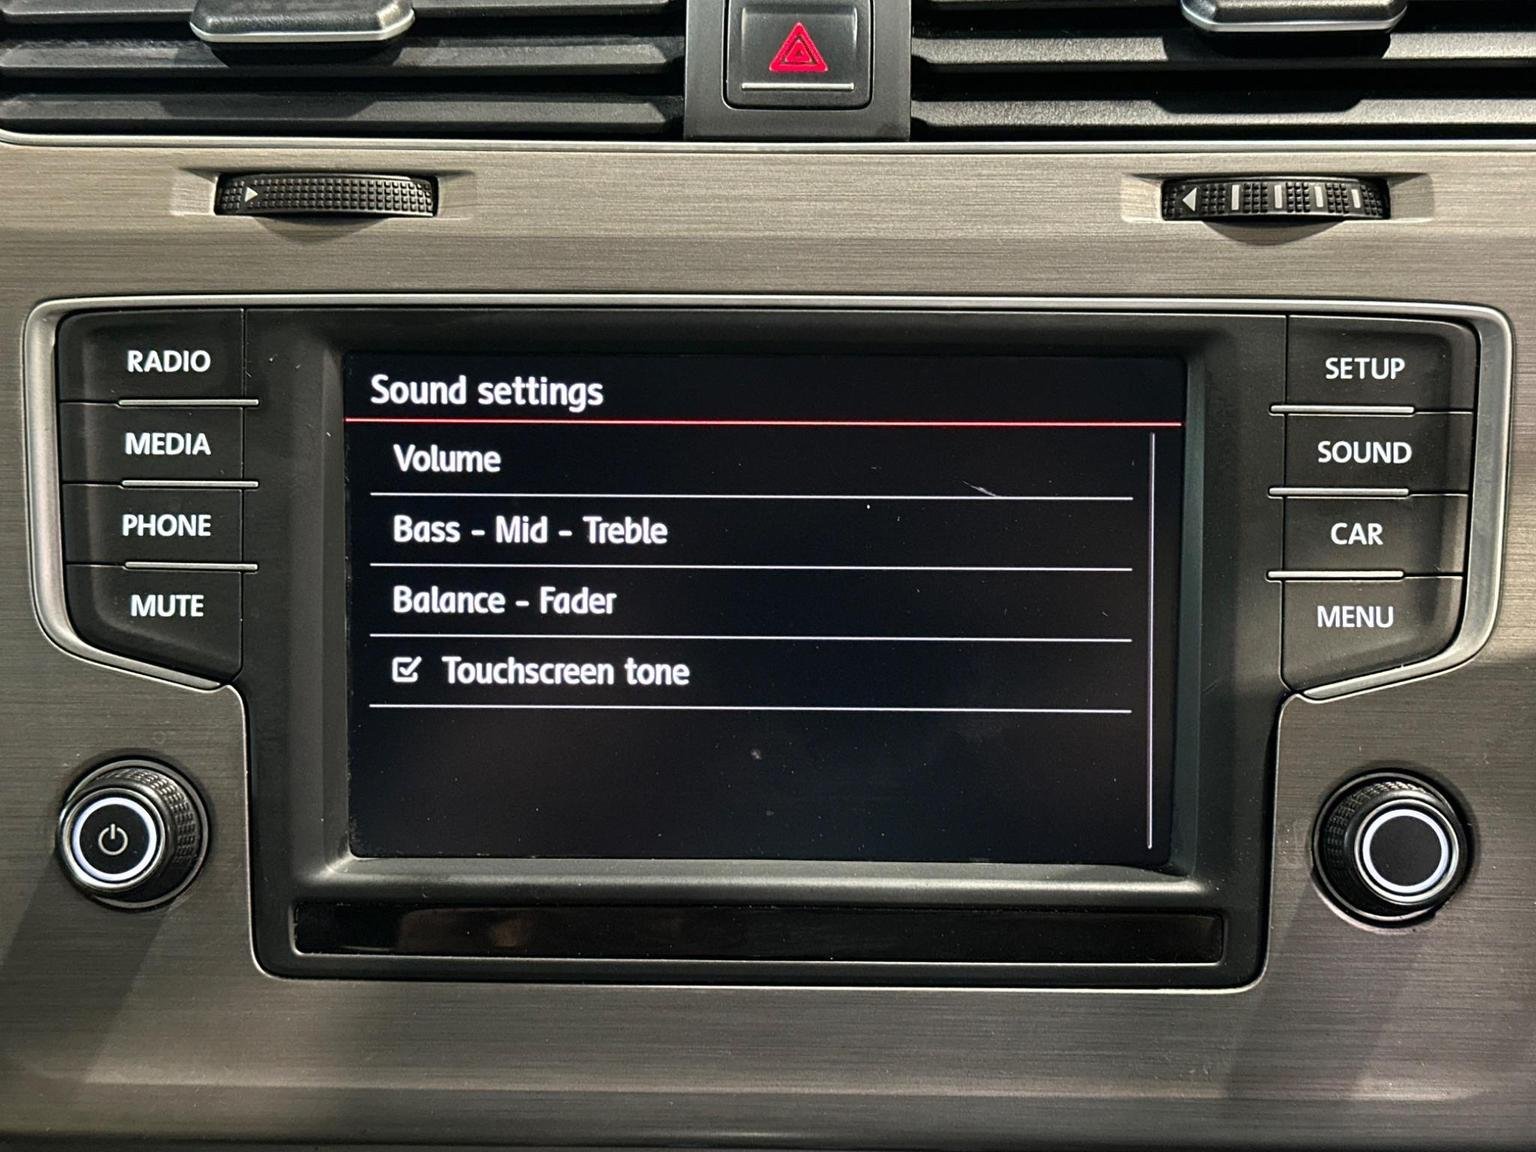 RADIO
MEDIA
PHONE
MUTE
Sound settings
Volume
Bass - Mid - Treble
Balance - Fader
Touchscreen tone
SETUP
SOUND
CAR
MENU